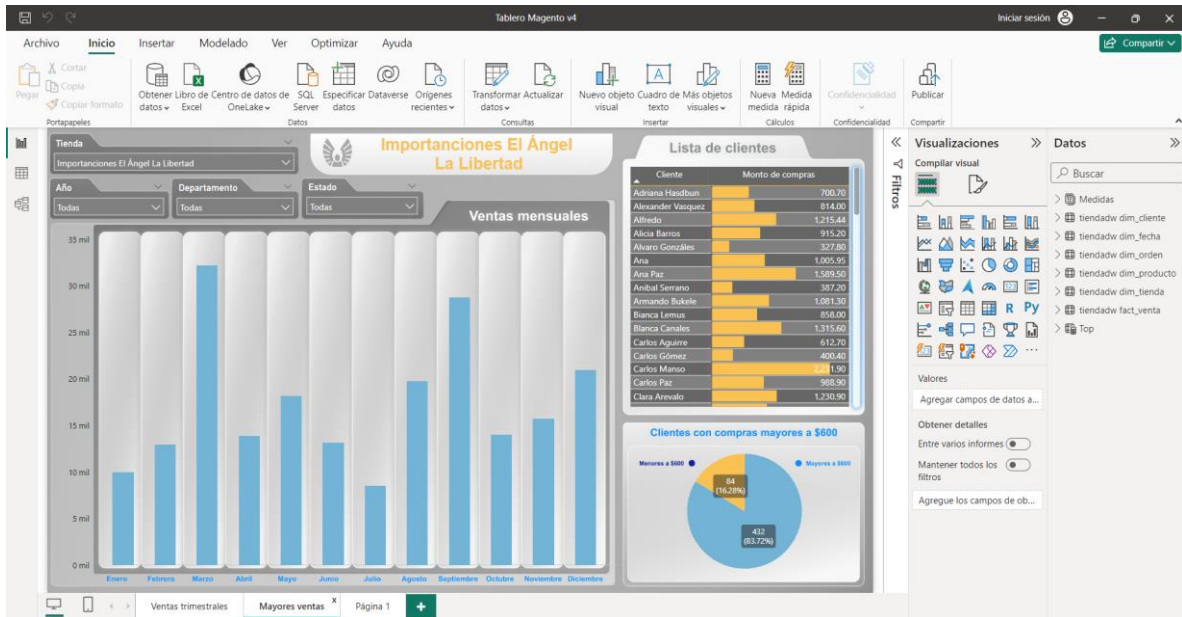 Tablero Magento v4
Iniciar sesión
Archivo Inicio Insertar Modelado Ver Optimizar Ayuda
Compartir
Pegar
Cortar
Copia
Copiar formato
Portapapeles
Obtener datos
Libro de Excel
Centro de datos de OneLake
SQL Server
Especificar datos
Dataverse
Orígenes recientes
Datos
Transformar datos
Actualizar
Consultas
Nuevo objeto visual
Cuadro de texto
Más objetos visuales
Insertar
Nueva medida
Medida rápida
Cálculos
Confidencialidad
Confidencialidad
Publicar
Compartir
Tienda
Importanciones El Ángel La Libertad
Año
Todas
Departamento
Todas
Estado
Todas
Importanciones El Ángel
La Libertad
Ventas mensuales
35 mil
30 mil
25 mil
20 mil
15 mil
10 mil
5 mil
0 mil
Enero Febrero Marzo Abril Mayo Junio Julio Agosto Septiembre Octubre Noviembre Diciembre
Lista de clientes
Cliente Monto de compras
Adriana Hasdbun 700.70
Alexander Vasquez 814.00
Alfredo 1,215.44
Alicia Barros 915.20
Alvaro Gonzáles 327.80
Ana 1,005.95
Ana Paz 1,589.50
Anibal Serrano 387.20
Armando Bukele 1,081.30
Bianca Lemus 858.00
Blanca Canales 1,315.60
Carlos Aguirre 612.70
Carlos Gómez 400.40
Carlos Manso
Carlos Paz 988.90
Clara Arevalo 1,230.90
Clientes con compras mayores a $600
Menores a $600
Mayores a $600
84
(16.28%)
432
(83.72%)
Filtros
Visualizaciones
Compilar visual
R Py
Valores
Agregar campos de datos a...
Obtener detalles
Entre varios informes
Mantener todos los
filtros
Agregue los campos de ob...
Datos
Buscar
Medidas
tiendadw dim_cliente
tiendadw dim_fecha
tiendadw dim_orden
tiendadw dim_producto
tiendadw dim_tienda
tiendadw fact_venta
Top
Ventas trimestrales Mayores ventas x Página 1 +